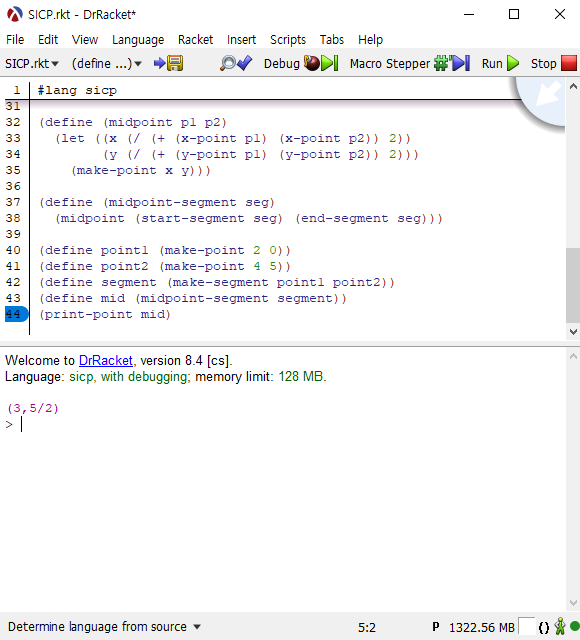 SICP.rkt - DrRacket*
File Edit View Language Racket Insert Scripts Tabs Help
SICP.rkt (define ...) Debug Macro Stepper Run Stop
1 #lang sicp
31
32 (define (midpoint p1 p2)
33 (let ((x (/ (+ (x-point p1) (x-point p2)) 2))
34 (y (/ (+ (y-point p1) (y-point p2)) 2)))
35 (make-point x y)))
36
37 (define (midpoint-segment seg)
38 (midpoint (start-segment seg) (end-segment seg)))
39
40 (define point1 (make-point 2 0))
41 (define point2 (make-point 4 5))
42 (define segment (make-segment point1 point2))
43 (define mid (midpoint-segment segment))
44 (print-point mid)
Welcome to DrRacket, version 8.4 [cs].
Language: sicp, with debugging; memory limit: 128 MB.
(3,5/2)
>
Determine language from source 5:2 P 1322.56 MB ()